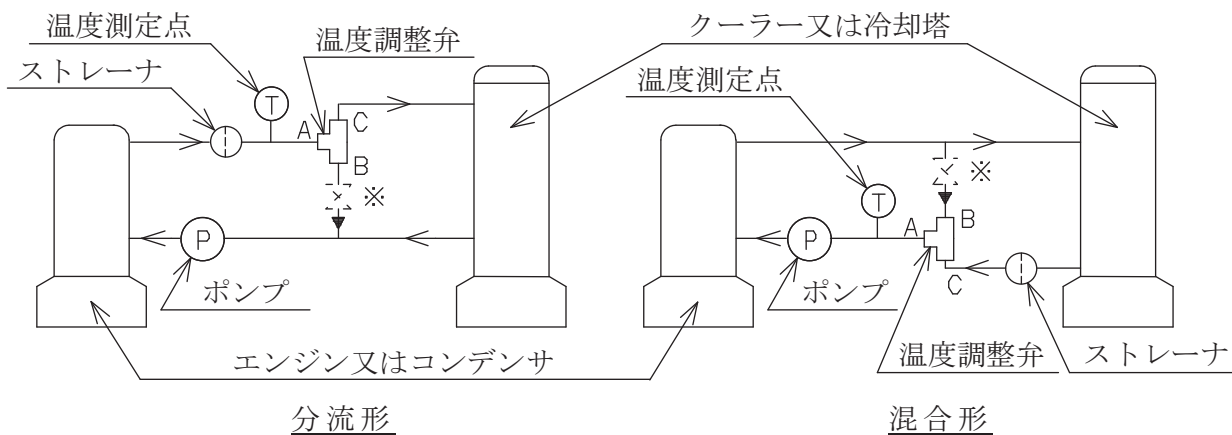 温度測定点
ストレーナ
温度調整弁
T
A
C
B
※
P
ポンプ
クーラー又は冷却塔
温度測定点
T
A
B
C
※
P
ポンプ
温度調整弁
ストレーナ
エンジン又はコンデンサ
分流形
混合形